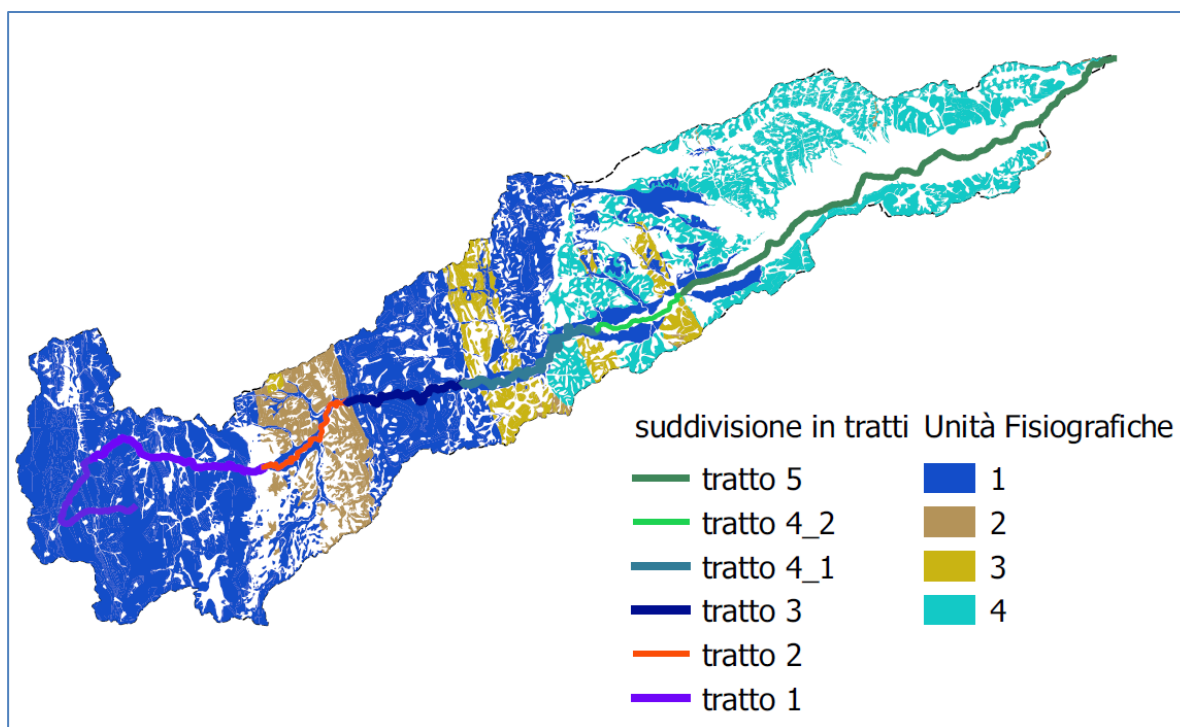 suddivisione in tratti
tratto 5
tratto 4_2
tratto 4_1
tratto 3
tratto 2
tratto 1
Unità Fisiografiche
1
2
3
4